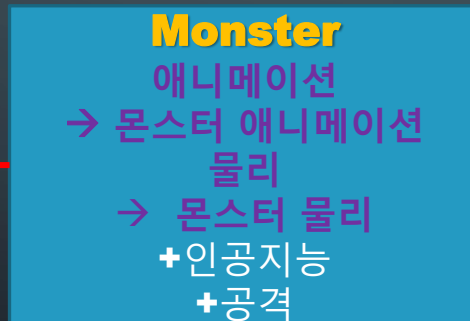 Monster
애니메이션
→ 몬스터 애니메이션
물리
→ 몬스터 물리
+인공지능
+공격